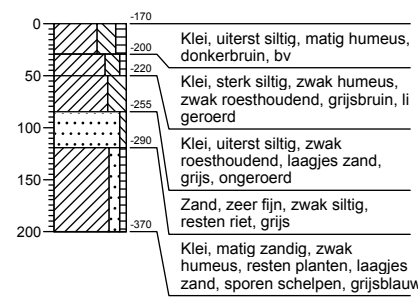 0
50
100
150
200
-170
-200
-220
-255
-290
-370
Klei, uiterst siltig, matig humeus,
donkerbruin, bv
Klei, sterk siltig, zwak humeus,
zwak roesthoudend, grijsbruin, li
geroerd
Klei, uiterst siltig, zwak
roesthoudend, laagjes zand,
grijs, ongeroerd
Zand, zeer fijn, zwak siltig,
resten riet, grijs
Klei, matig zandig, zwak
humeus, resten planten, laagjes
zand, sporen schelpen, grijsblauw